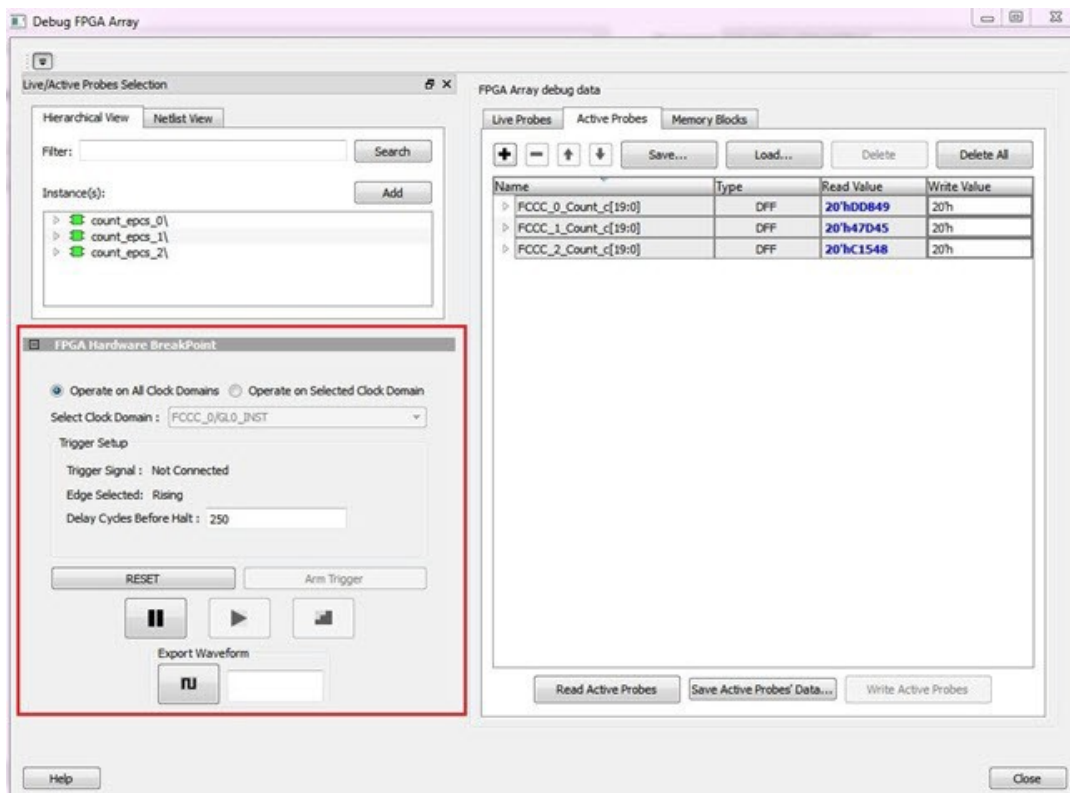 Debug FPGA Array
Live/Active Probes Selection
Hierarchical View Netlist View
Filter: Search
Instance(s): Add
count_epcs_0\
count_epcs_1\
count_epcs_2\
FPGA Hardware BreakPoint
Operate on All Clock Domains Operate on Selected Clock Domain
Select Clock Domain : FCCC_0/GL0_INST
Trigger Setup
Trigger Signal : Not Connected
Edge Selected: Rising
Delay Cycles Before Halt : 250
RESET Arm Trigger
Export Waveform
FPGA Array debug data
Live Probes Active Probes Memory Blocks
Save... Load... Delete Delete All
Name Type Read Value Write Value
FCCC_0_Count_c[19:0] DFF 20'hDDB49 20'h
FCCC_1_Count_c[19:0] DFF 20'h47D45 20'h
FCCC_2_Count_c[19:0] DFF 20'hC1548 20'h
Read Active Probes Save Active Probes' Data... Write Active Probes
Help Close